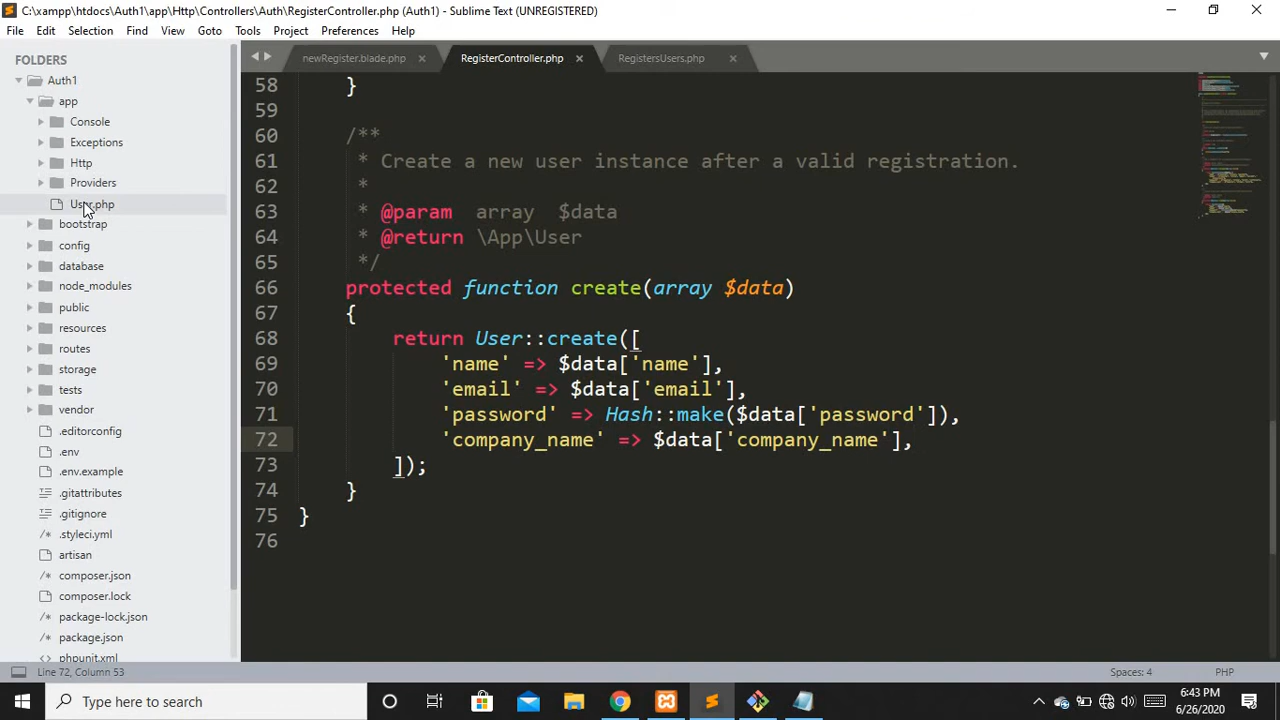 C:\xampp\htdocs\Auth1\app\Http\Controllers\Auth\RegisterController.php (Auth1) - Sublime Text (UNREGISTERED)
File Edit Selection Find View Goto Tools Project Preferences Help
FOLDERS
Auth1
app
Console
Exceptions
Http
Providers
User.php
bootstrap
config
database
node_modules
public
resources
routes
storage
tests
vendor
.editorconfig
.env
.env.example
.gitattributes
.gitignore
.styleci.yml
artisan
composer.json
composer.lock
package-lock.json
package.json
phpunit.xml
newRegister.blade.php RegisterController.php RegistersUsers.php
58 }
59
60 /**
61 * Create a new user instance after a valid registration.
62 *
63 * @param array $data
64 * @return \App\User
65 */
66 protected function create(array $data)
67 {
68 return User::create([
69 'name' => $data['name'],
70 'email' => $data['email'],
71 'password' => Hash::make($data['password']),
72 'company_name' => $data['company_name'],
73 ]);
74 }
75 }
76
Line 72, Column 53 Spaces: 4 PHP
Type here to search
6:43 PM
6/26/2020